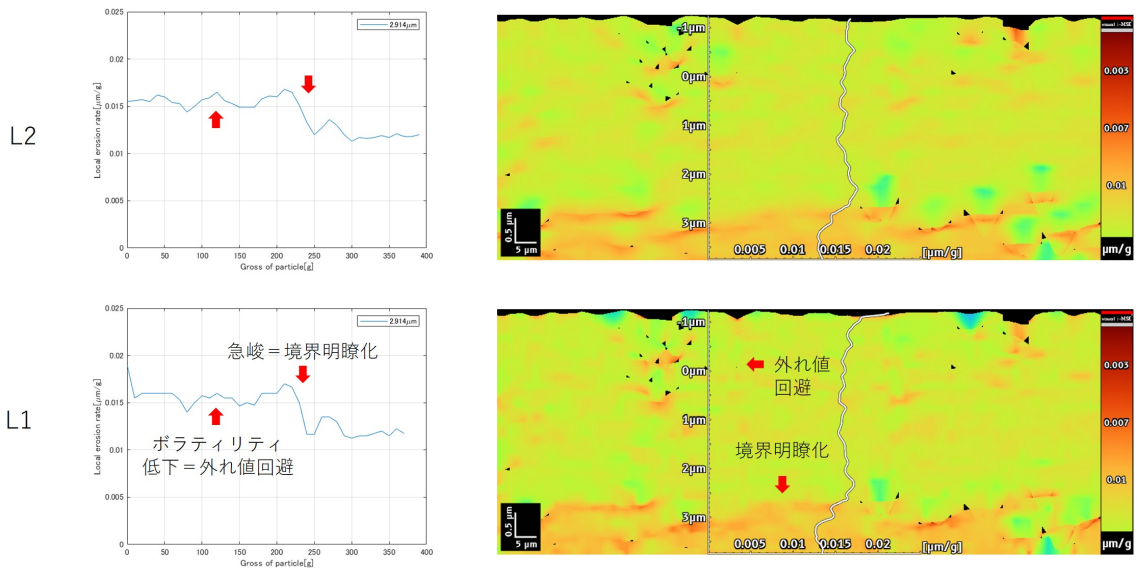 L2
2.914μm
Local erosion rate[μm/g]
0.025
0.02
0.015
0.01
0.005
0
0 50 100 150 200 250 300 350 400
Gross of particle[g]
-1μm
0μm
1μm
2μm
3μm
0.5 μm
5 μm
0.005 0.01 0.015 0.02 [μm/g]
0.003
0.007
0.01
μm/g
L1
2.914μm
Local erosion rate[μm/g]
0.025
0.02
0.015
0.01
0.005
0
0 50 100 150 200 250 300 350 400
Gross of particle[g]
急峻＝境界明瞭化
ボラティリティ
低下＝外れ値回避
-1μm
0μm
1μm
2μm
3μm
外れ値
回避
境界明瞭化
0.5 μm
5 μm
0.005 0.01 0.015 0.02 [μm/g]
0.003
0.007
0.01
μm/g